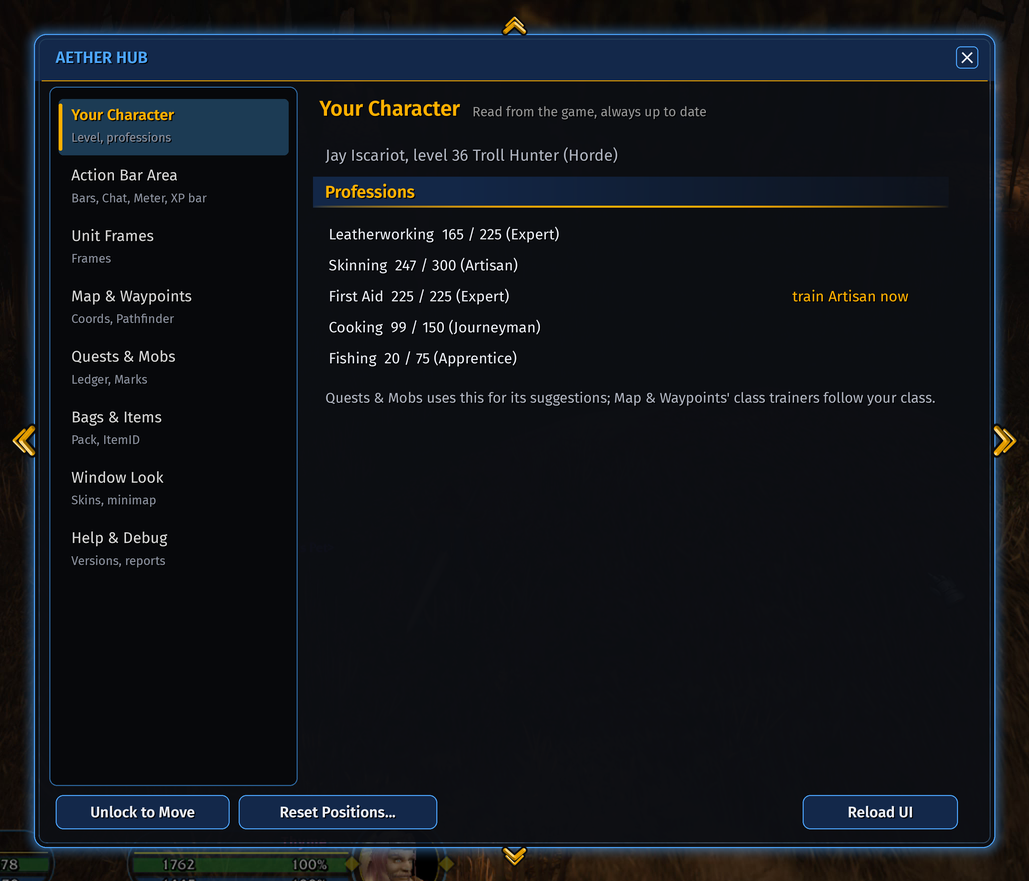 AETHER HUB
Your Character
Level, professions
Action Bar Area
Bars, Chat, Meter, XP bar
Unit Frames
Frames
Map & Waypoints
Coords, Pathfinder
Quests & Mobs
Ledger, Marks
Bags & Items
Pack, ItemID
Window Look
Skins, minimap
Help & Debug
Versions, reports
Your Character Read from the game, always up to date
Jay Iscariot, level 36 Troll Hunter (Horde)
Professions
Leatherworking 165 / 225 (Expert)
Skinning 247 / 300 (Artisan)
First Aid 225 / 225 (Expert) train Artisan now
Cooking 99 / 150 (Journeyman)
Fishing 20 / 75 (Apprentice)
Quests & Mobs uses this for its suggestions; Map & Waypoints' class trainers follow your class.
Unlock to Move Reset Positions... Reload UI
78 1762 100%